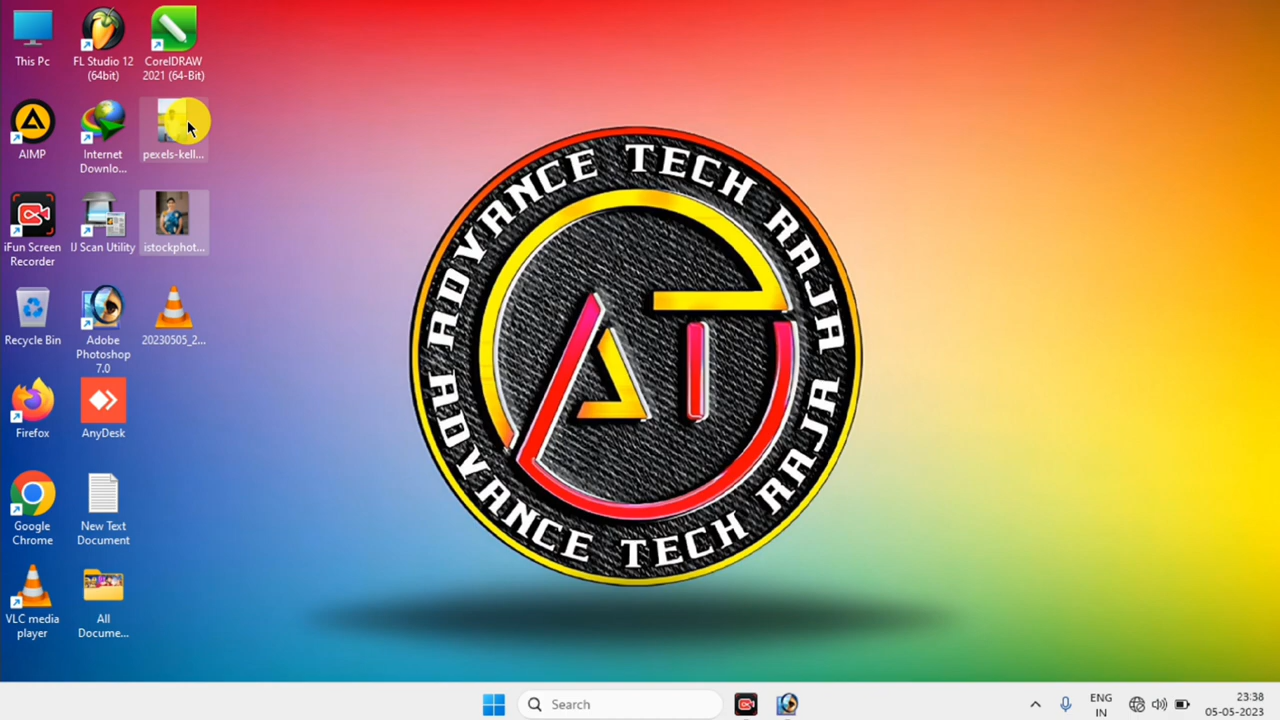 This Pc
FL Studio 12
(64bit)
CorelDRAW
2021 (64-Bit)
AIMP
Internet
Downlo...
pexels-kell...
iFun Screen
Recorder
IJ Scan Utility
istockphot...
Recycle Bin
Adobe
Photoshop
7.0
20230505_2...
Firefox
AnyDesk
Google
Chrome
New Text
Document
VLC media
player
All
Docume...
ADVANCE TECH RAJA
AT
ADVANCE TECH RAJA
Search
ENG
IN
23:38
05-05-2023